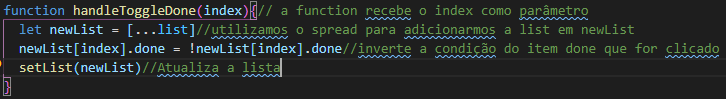 function handleToggleDone(index){// a function recebe o index como parâmetro
let newList = [...list]//utilizamos o spread para adicionarmos a list em newList
newList[index].done = !newList[index].done//inverte a condição do item done que for clicado
setList(newList)//Atualiza a lista
}